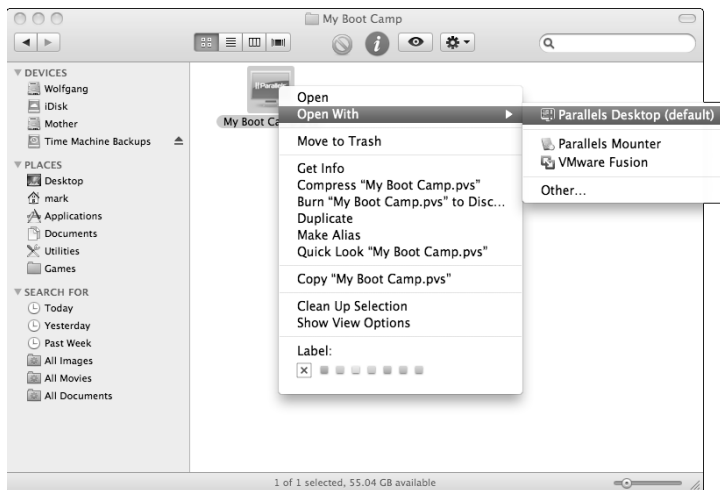 My Boot Camp
DEVICES
Wolfgang
iDisk
Mother
Time Machine Backups
PLACES
Desktop
mark
Applications
Documents
Utilities
Games
SEARCH FOR
Today
Yesterday
Past Week
All Images
All Movies
All Documents
Parallels
My Boot Ca
Open
Open With
Move to Trash
Get Info
Compress “My Boot Camp.pvs”
Burn “My Boot Camp.pvs” to Disc...
Duplicate
Make Alias
Quick Look “My Boot Camp.pvs”
Copy “My Boot Camp.pvs”
Clean Up Selection
Show View Options
Label:
Parallels Desktop (default)
Parallels Mounter
VMware Fusion
Other...
1 of 1 selected, 55.04 GB available